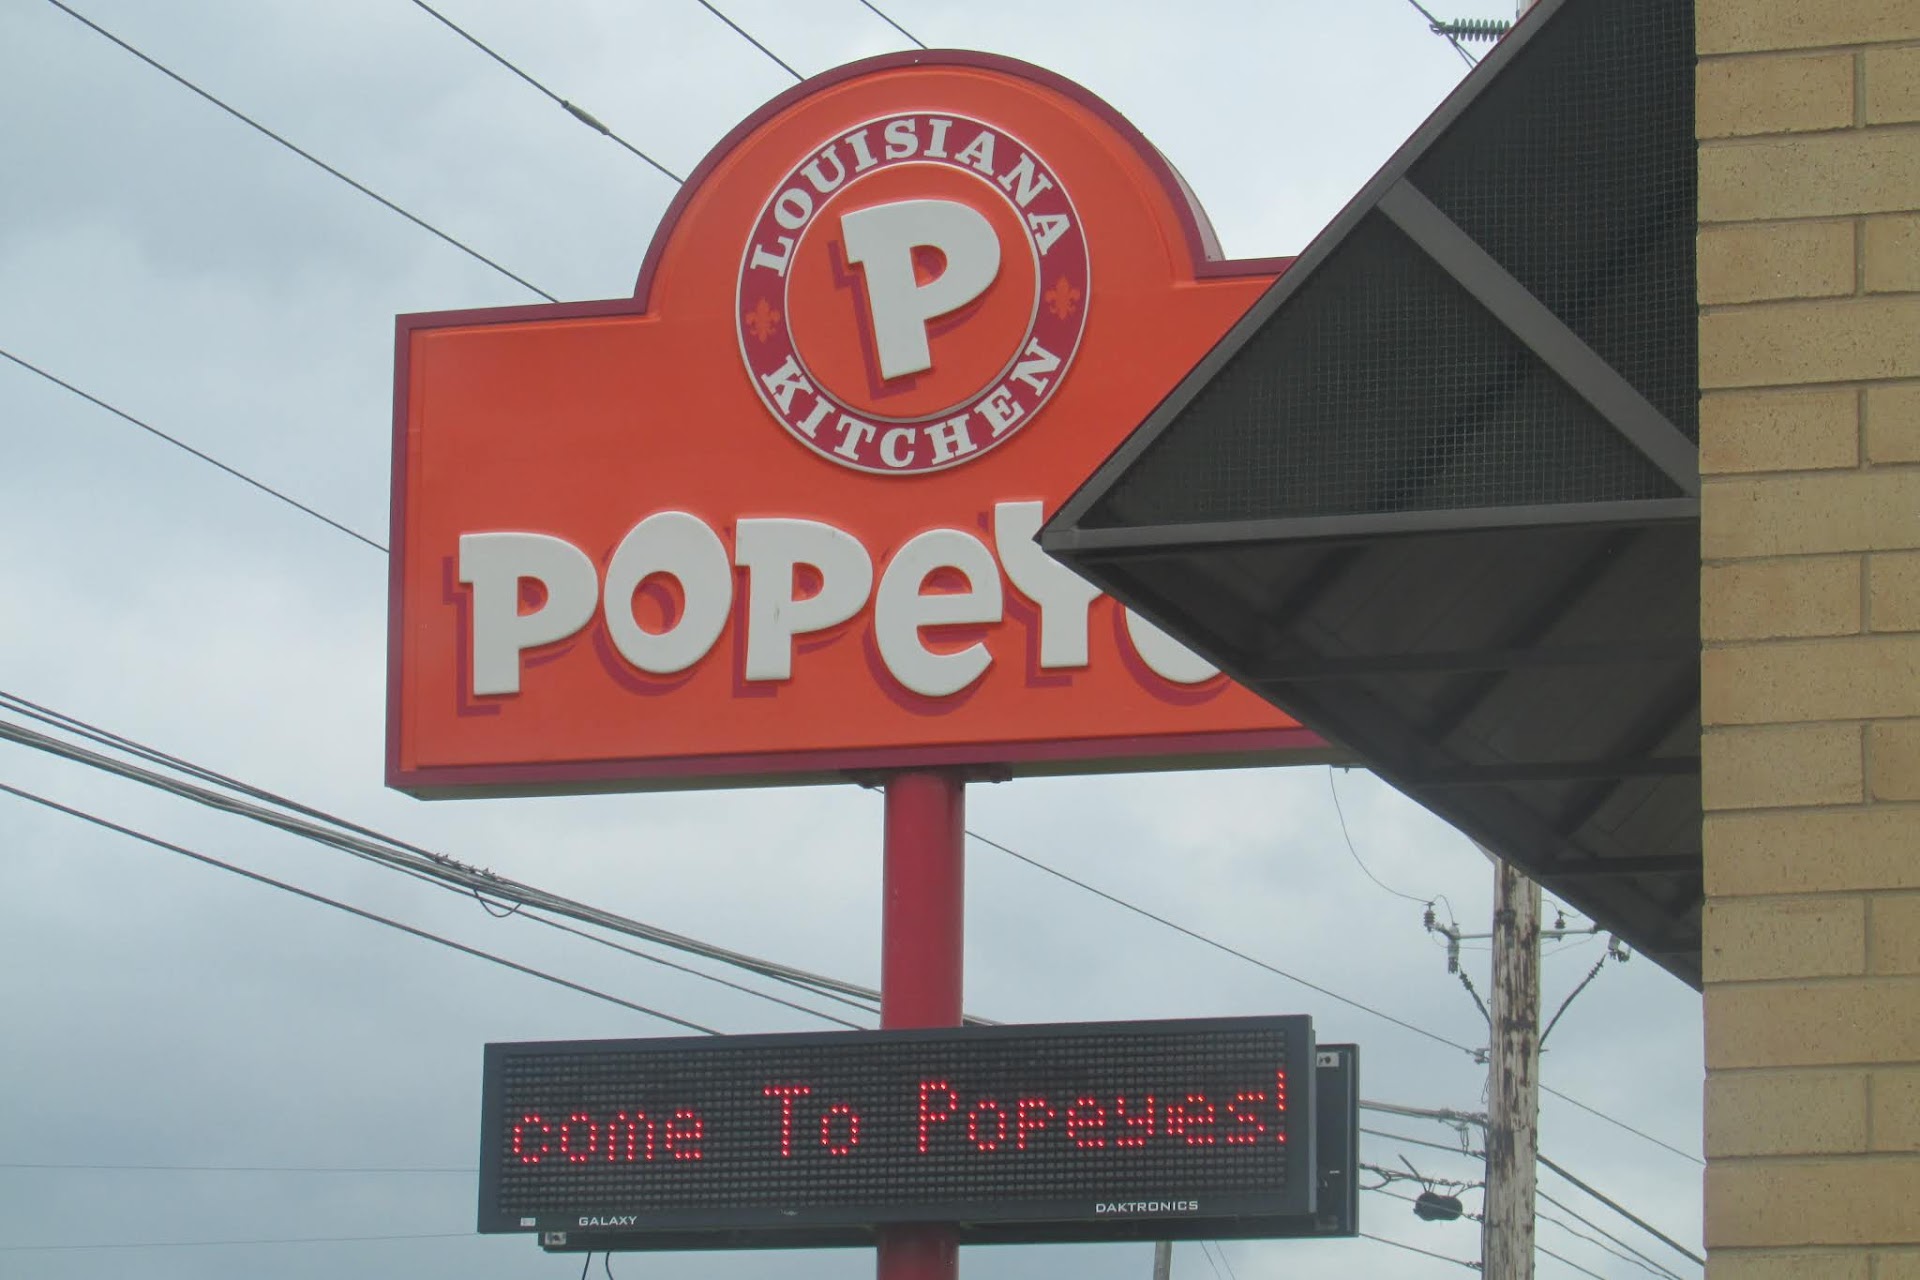 LOUISIANA
P
KITCHEN
POPEYE
come To Popeyes!
GALAXY
DAKTRONICS